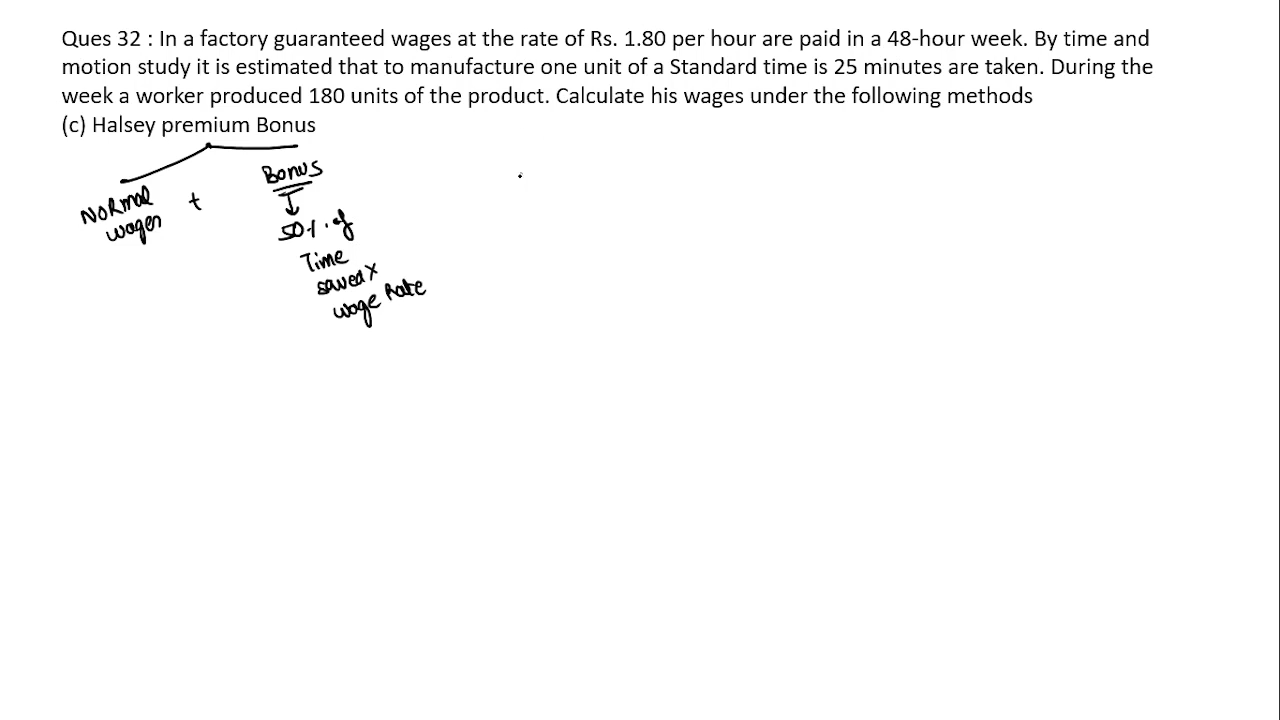 Ques 32 : In a factory guaranteed wages at the rate of Rs. 1.80 per hour are paid in a 48-hour week. By time and
motion study it is estimated that to manufacture one unit of a Standard time is 25 minutes are taken. During the
week a worker produced 180 units of the product. Calculate his wages under the following methods
(c) Halsey premium Bonus
Normal
wages
+
Bonus
50% of
Time
saved X
wage Rate